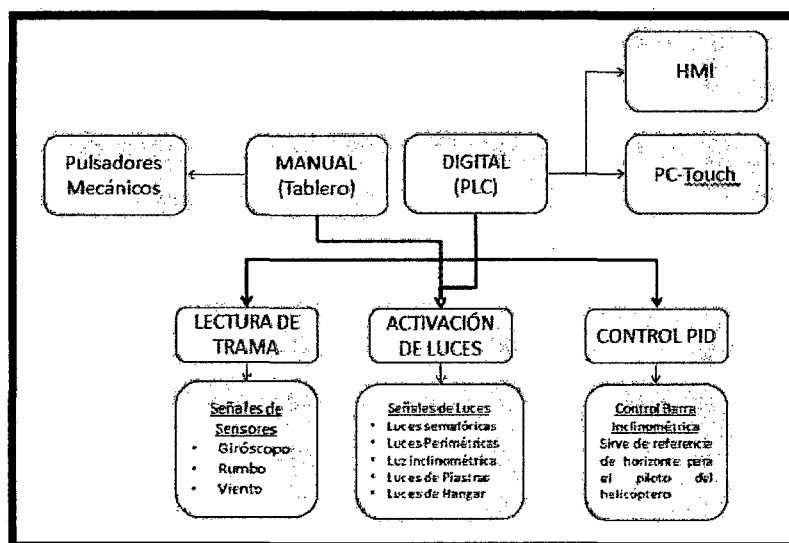 HMI
Pulsadores
Mecánicos
MANUAL
(Tablero)
DIGITAL
(PLC)
PC-Touch
LECTURA DE
TRAMA
ACTIVACIÓN
DE LUCES
CONTROL PID
Señales de
Sensores
• Giróscopo
• Rumbo
• Viento
Señales de Luces
• Luces semafóricas
• Luces Perimétricas
• Luz inclinométrica
• Luces de Piastras
• Luces de Hangar
Control Barra
Inclinométrica
Sirve de referencia
de horizonte para
el piloto del
helicóptero